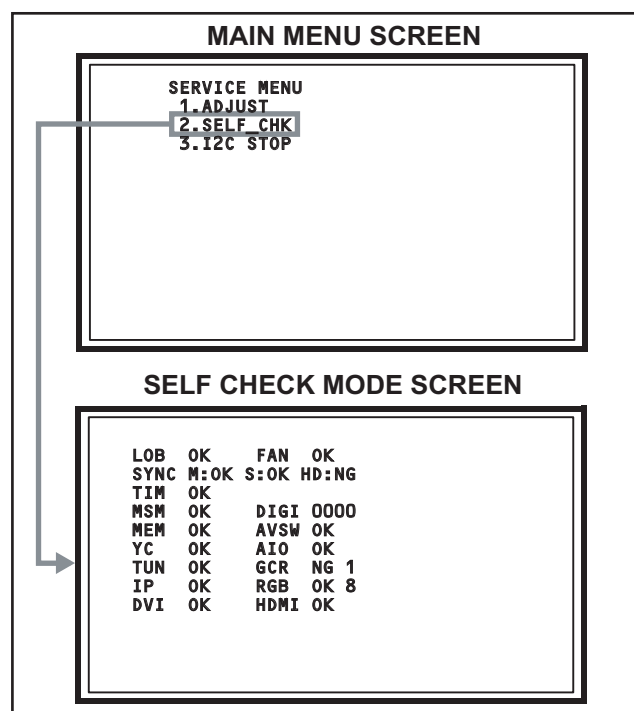 MAIN MENU SCREEN
SERVICE MENU
1.ADJUST
2.SELF_CHK
3.I2C STOP
SELF CHECK MODE SCREEN
LOB OK FAN OK
SYNC M:OK S:OK HD:NG
TIM OK
MSM OK DIGI 0000
MEM OK AVSW OK
YC OK AIO OK
TUN OK GCR NG 1
IP OK RGB OK 8
DVI OK HDMI OK